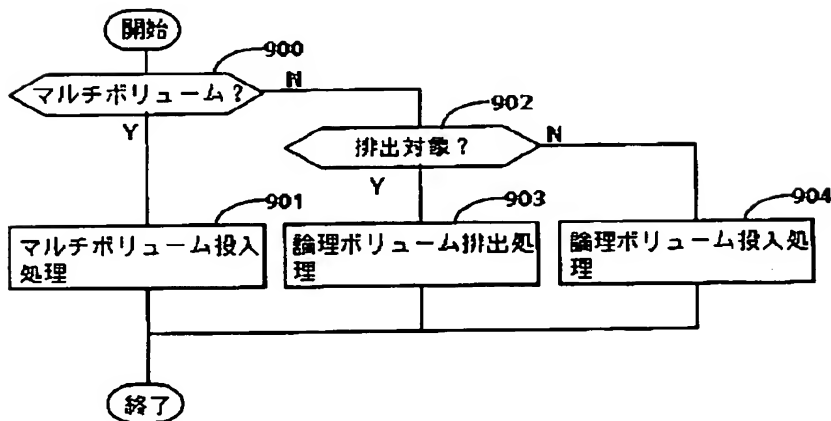 開始
900
マルチボリューム?
N
902
Y
排出対象?
N
Y
901
903
904
マルチボリューム投入
処理
論理ボリューム排出処
理
論理ボリューム投入処
理
終了